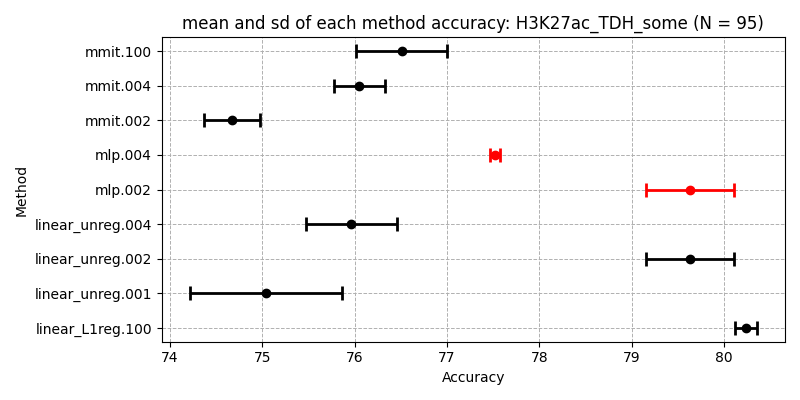 mean and sd of each method accuracy: H3K27ac_TDH_some (N = 95)
mmit.100
mmit.004
mmit.002
mlp.004
mlp.002
linear_unreg.004
linear_unreg.002
linear_unreg.001
linear_L1reg.100
Method
74 75 76 77 78 79 80
Accuracy